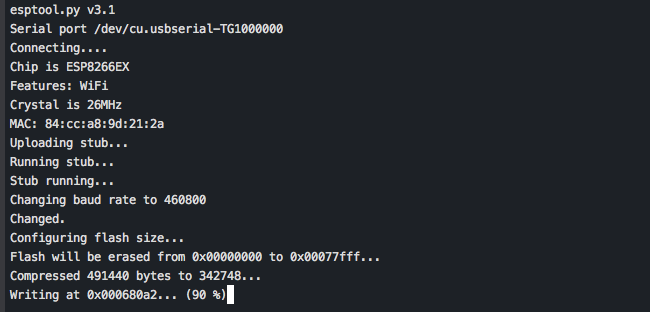 esptool.py v3.1
Serial port /dev/cu.usbserial-TG1000000
Connecting....
Chip is ESP8266EX
Features: WiFi
Crystal is 26MHz
MAC: 84:cc:a8:9d:21:2a
Uploading stub...
Running stub...
Stub running...
Changing baud rate to 460800
Changed.
Configuring flash size...
Flash will be erased from 0x00000000 to 0x00077fff...
Compressed 491440 bytes to 342748...
Writing at 0x000680a2... (90 %)